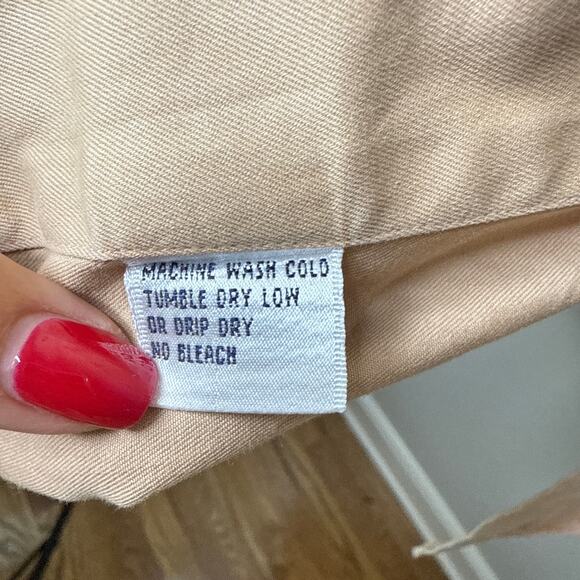 MACHINE WASH COLD
TUMBLE DRY LOW
OR DRIP DRY
NO BLEACH